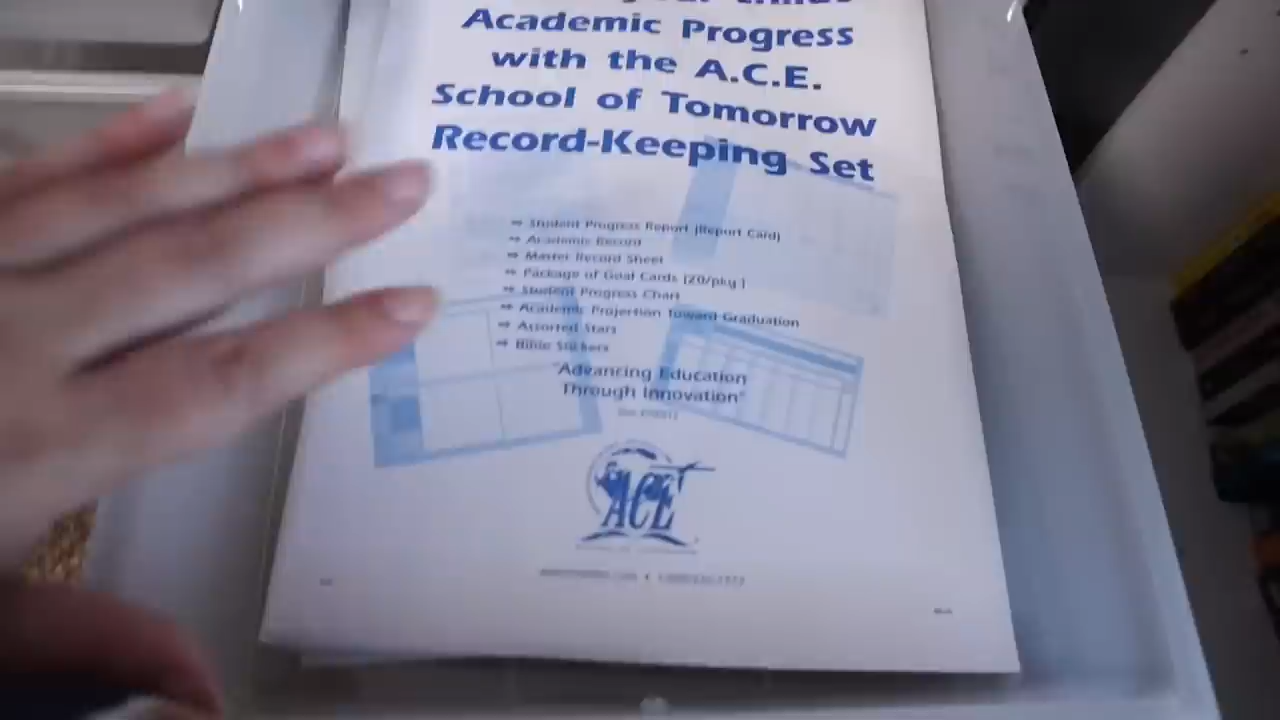 Academic Progress
with the A.C.E.
School of Tomorrow
Record-Keeping Set
⇒ Student Progress Report (Report Card)
⇒ Academic Record
⇒ Master Record Sheet
⇒ Package of Goal Cards (20/pkg.)
⇒ Student Progress Chart
⇒ Academic Projection Toward Graduation
⇒ Assorted Stars
⇒ Bible Stickers
"Advancing Education
Through Innovation"
ACE